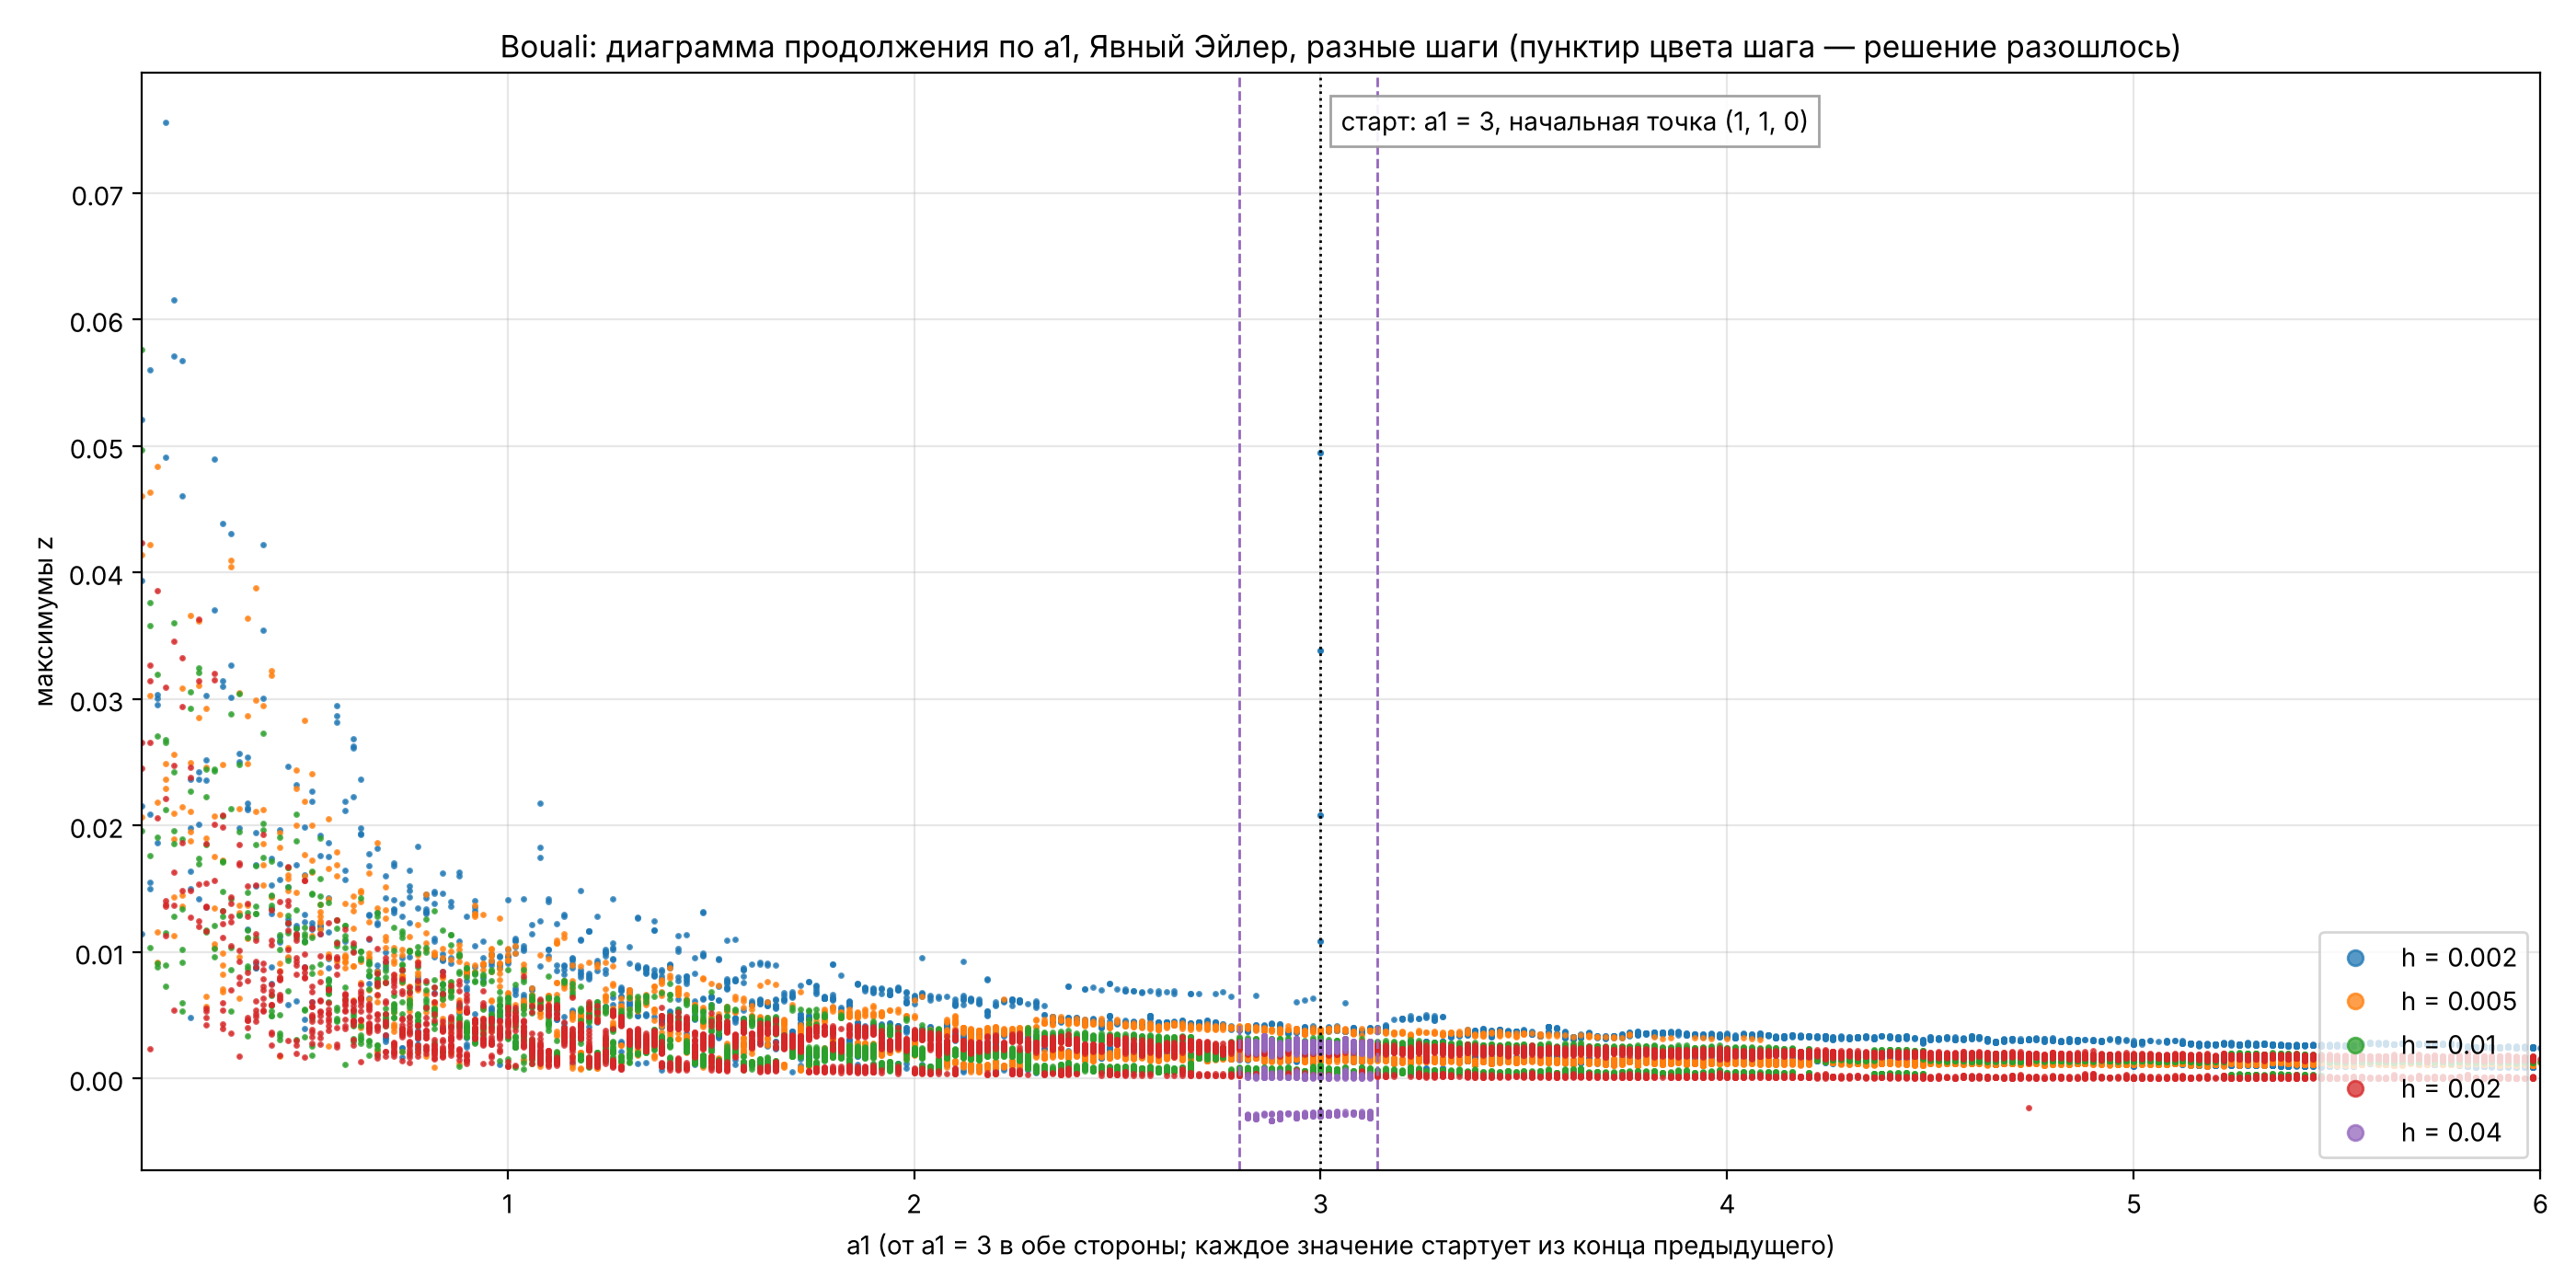 Bouali: диаграмма продолжения по a1, Явный Эйлер, разные шаги (пунктир цвета шага — решение разошлось)
старт: a1 = 3, начальная точка (1, 1, 0)
максимумы z
0.07
0.06
0.05
0.04
0.03
0.02
0.01
0.00
h = 0.002
h = 0.005
h = 0.01
h = 0.02
h = 0.04
1
2
3
4
5
6
a1 (от a1 = 3 в обе стороны; каждое значение стартует из конца предыдущего)